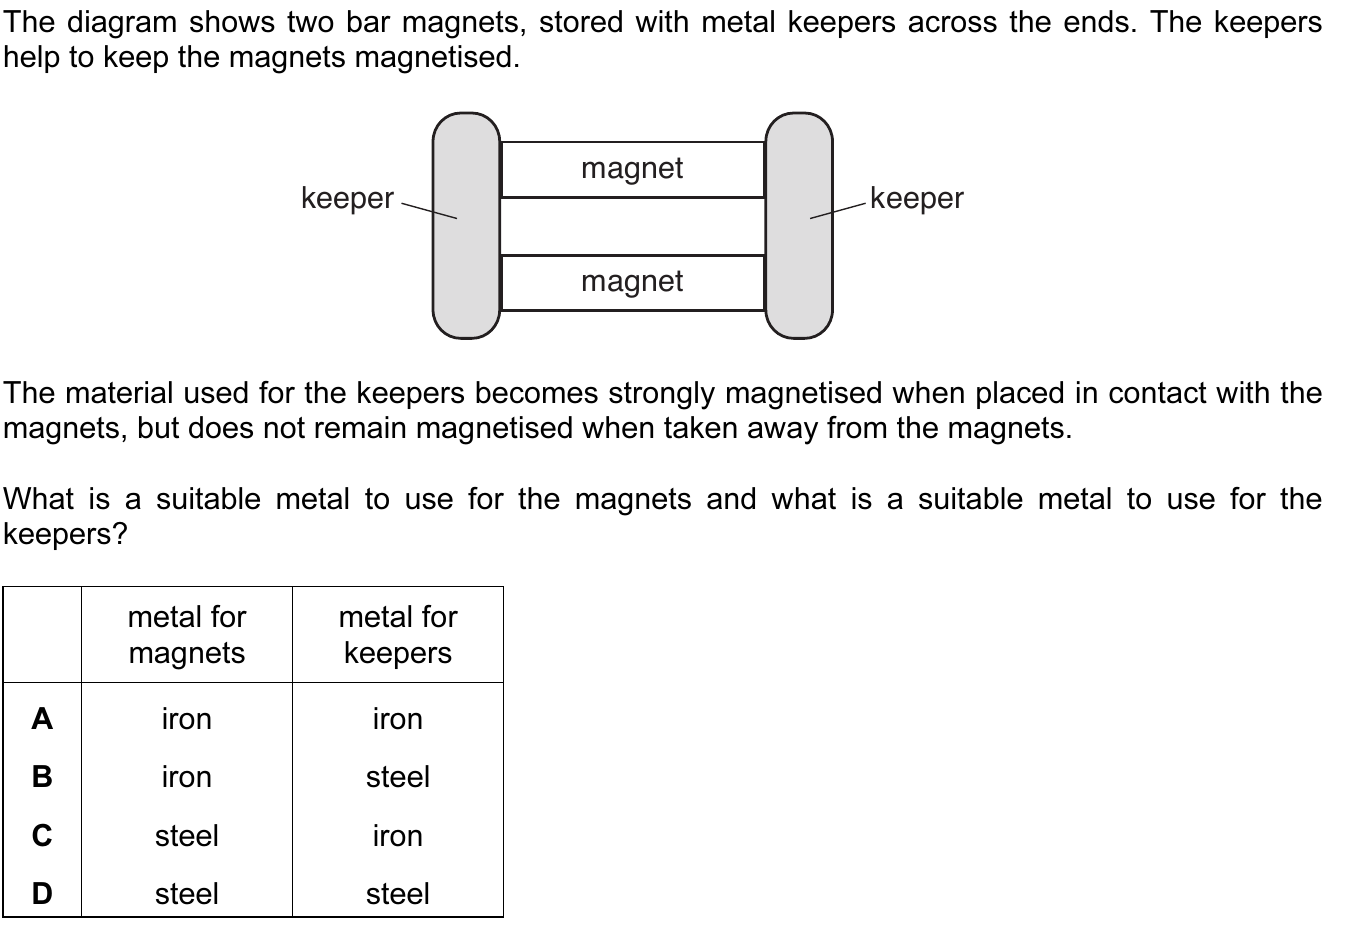 The diagram shows two bar magnets, stored with metal keepers across the ends. The keepers
help to keep the magnets magnetised.
magnet
keeper
keeper
magnet
The material used for the keepers becomes strongly magnetised when placed in contact with the
magnets, but does not remain magnetised when taken away from the magnets.
What is a suitable metal to use for the magnets and what is a suitable metal to use for the
keepers?
metal for magnets
metal for keepers
A iron iron
B iron steel
C steel iron
D steel steel